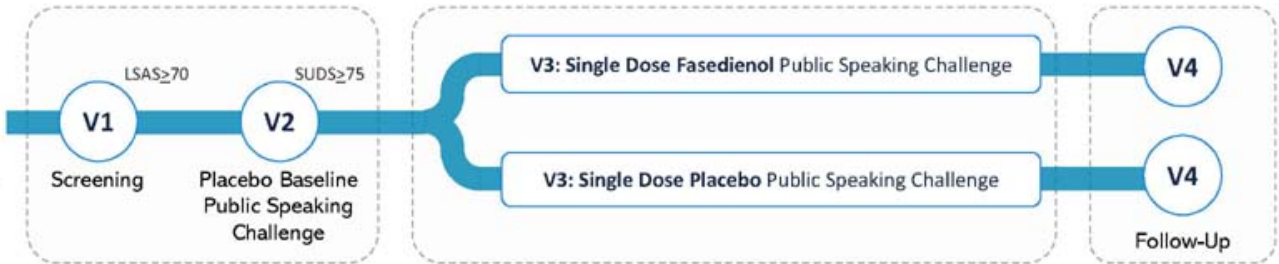 LSAS≥70
SUDS≥75
V1
V2
Screening
Placebo Baseline
Public Speaking
Challenge
V3: Single Dose Fasedienol Public Speaking Challenge
V3: Single Dose Placebo Public Speaking Challenge
V4
V4
Follow-Up